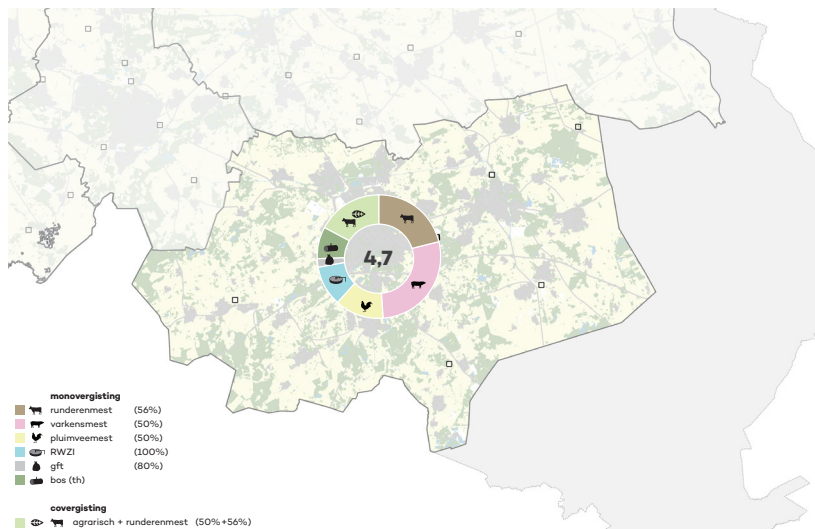 4,7
monovergisting
runderenmest (56%)
varkensmest (50%)
pluimveemest (50%)
RWZI (100%)
gft (80%)
bos (th)
covergisting
agrarisch + runderenmest (50%+56%)